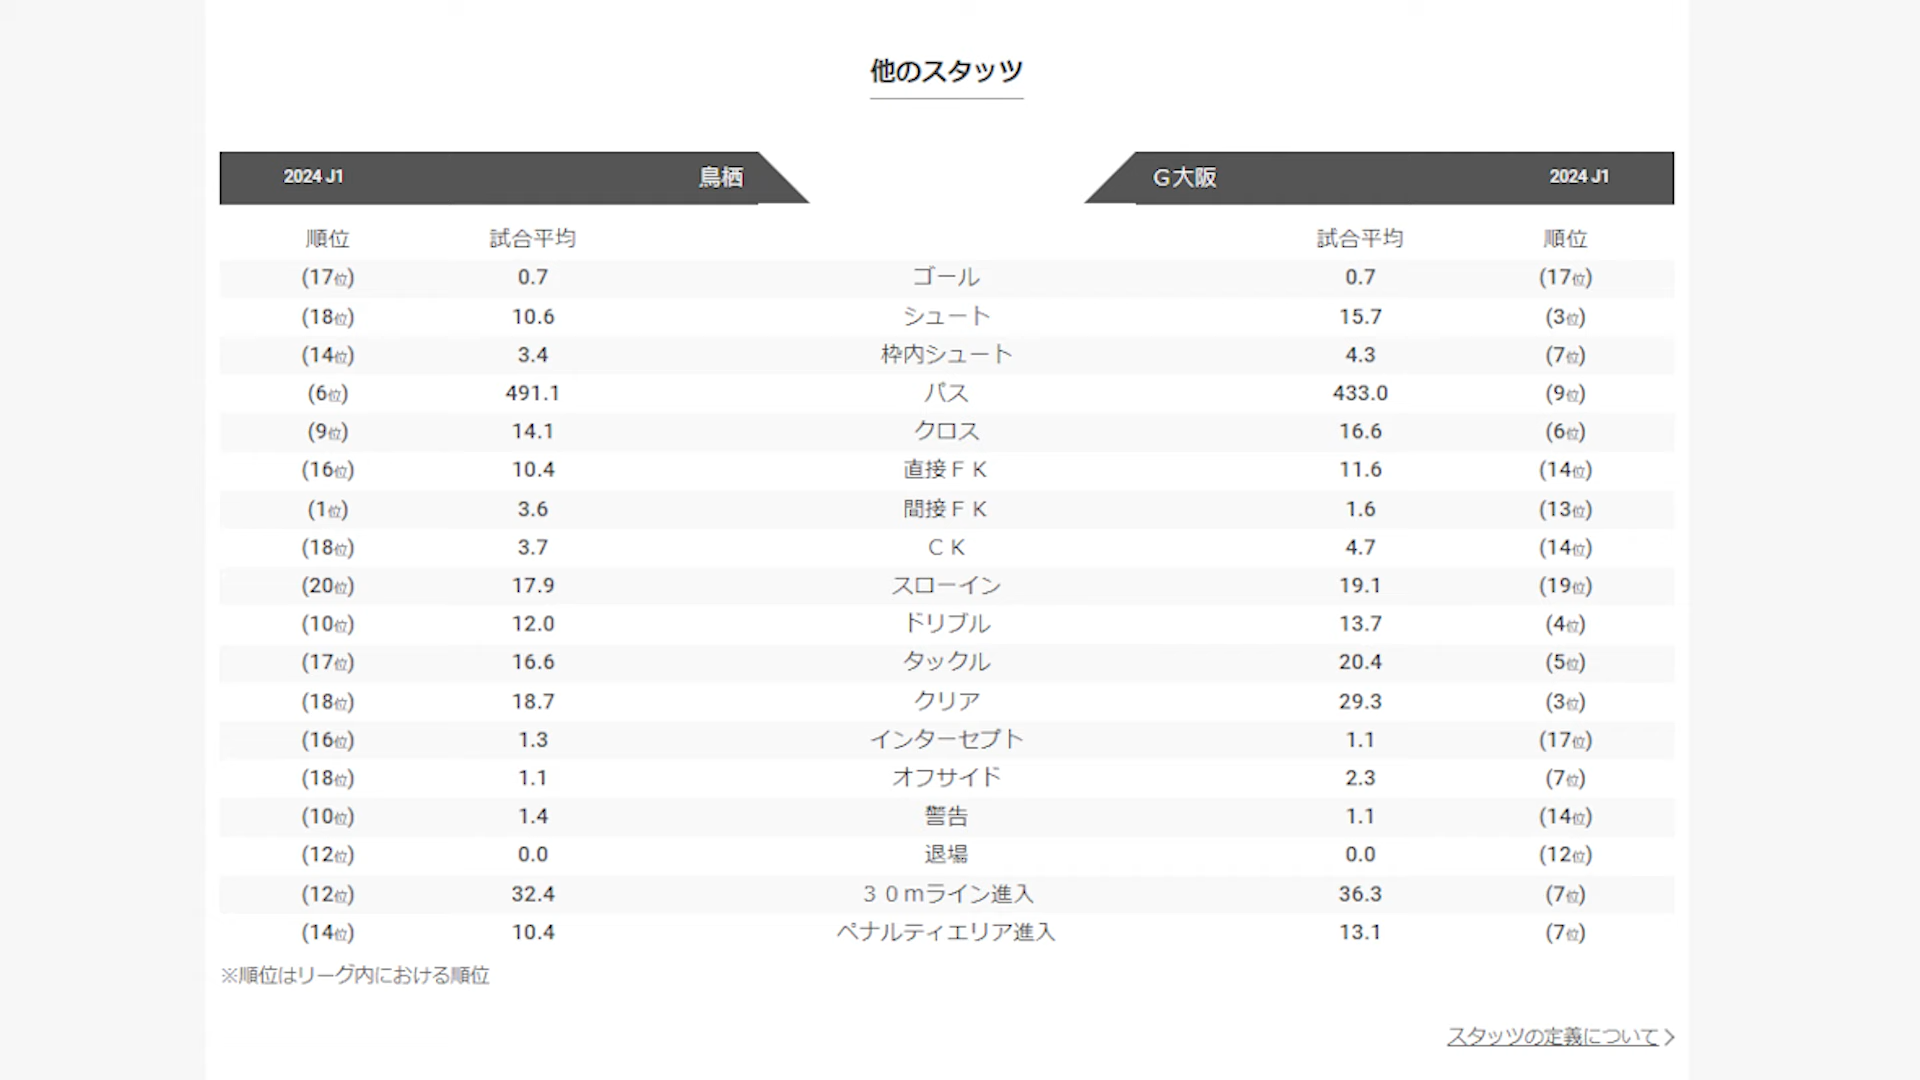 他のスタッツ
2024 J1 鳥栖 Ｇ大阪 2024 J1
順位 試合平均 試合平均 順位
(17位) 0.7 ゴール 0.7 (17位)
(18位) 10.6 シュート 15.7 (3位)
(14位) 3.4 枠内シュート 4.3 (7位)
(6位) 491.1 パス 433.0 (9位)
(9位) 14.1 クロス 16.6 (6位)
(16位) 10.4 直接ＦＫ 11.6 (14位)
(1位) 3.6 間接ＦＫ 1.6 (13位)
(18位) 3.7 ＣＫ 4.7 (14位)
(20位) 17.9 スローイン 19.1 (19位)
(10位) 12.0 ドリブル 13.7 (4位)
(17位) 16.6 タックル 20.4 (5位)
(18位) 18.7 クリア 29.3 (3位)
(16位) 1.3 インターセプト 1.1 (17位)
(18位) 1.1 オフサイド 2.3 (7位)
(10位) 1.4 警告 1.1 (14位)
(12位) 0.0 退場 0.0 (12位)
(12位) 32.4 ３０ｍライン進入 36.3 (7位)
(14位) 10.4 ペナルティエリア進入 13.1 (7位)
※順位はリーグ内における順位
スタッツの定義について